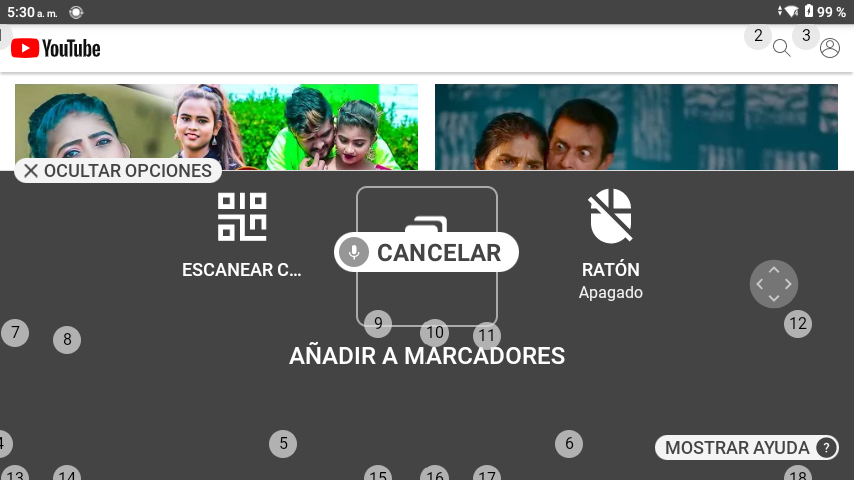 5:30 a. m.
99 %
YouTube
2
3
OCULTAR OPCIONES
ESCANEAR C...
CANCELAR
RATÓN
Apagado
7
8
9
10
11
12
AÑADIR A MARCADORES
4
5
6
MOSTRAR AYUDA ?
13
14
15
16
17
18